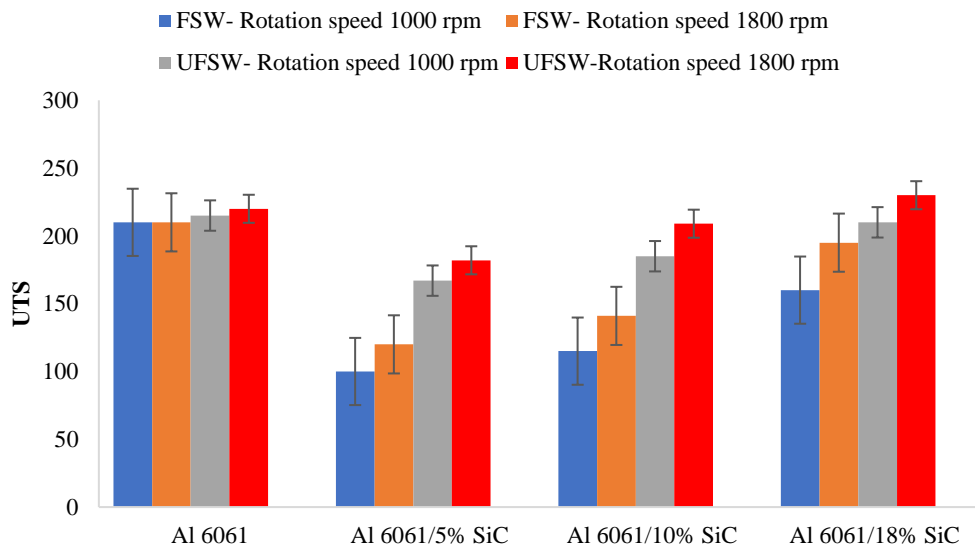 FSW- Rotation speed 1000 rpm FSW- Rotation speed 1800 rpm
UFSW- Rotation speed 1000 rpm UFSW-Rotation speed 1800 rpm
300
250
200
150
100
50
0
UTS
Al 6061 Al 6061/5% SiC Al 6061/10% SiC Al 6061/18% SiC